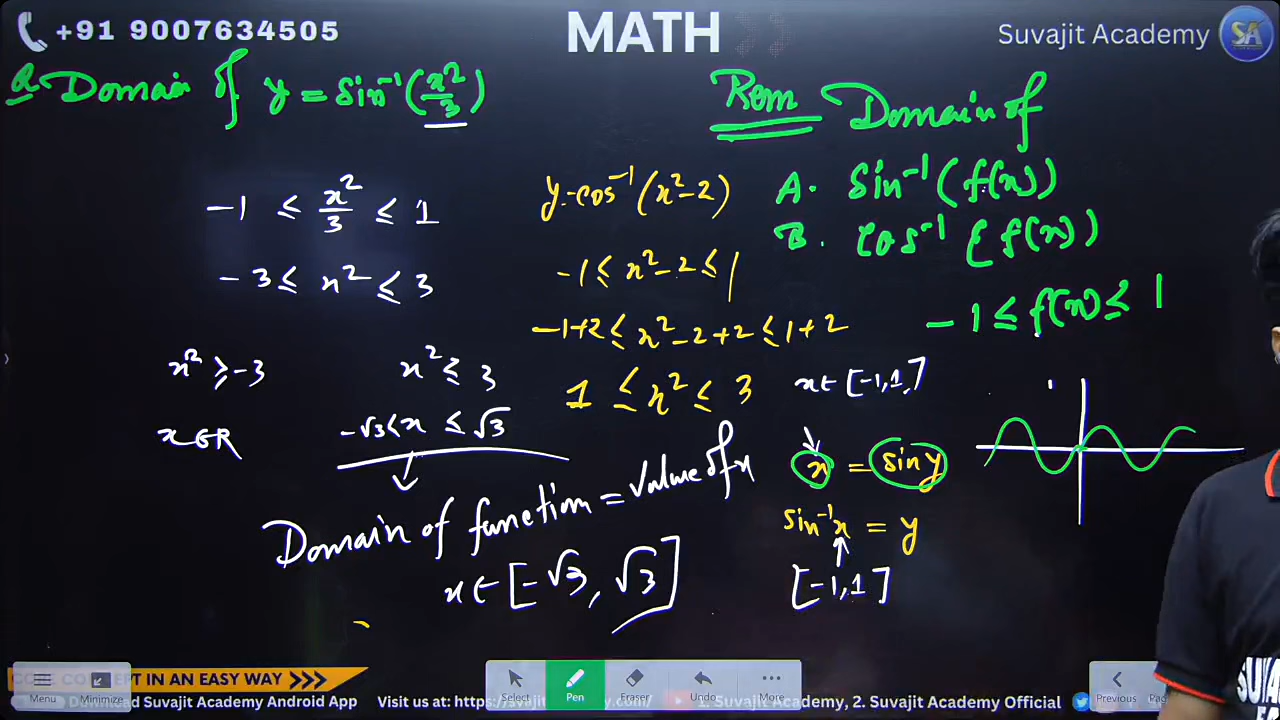 +91 9007634505
MATH
Suvajit Academy
SA
Q. Domain of y = Sin⁻¹(x²/3)
-1 ≤ x²/3 ≤ 1
-3 ≤ x² ≤ 3
x² ≥ -3
x² ≤ 3
x ∈ R
-√3 < x ≤ √3
Domain of function = value of x
x ∈ [-√3, √3]
y = cos⁻¹(x²-2)
-1 ≤ x²-2 ≤ 1
-1+2 ≤ x²-2+2 ≤ 1+2
1 ≤ x² ≤ 3
Rem Domain of
A. Sin⁻¹(f(x))
B. Cos⁻¹{f(x))
-1 ≤ f(x) ≤ 1
x ∈ [-1,1]
x = sin y
sin⁻¹x = y
[-1,1]
CEPT IN AN EASY WAY >>>
Suvajit Academy Android App
Visit us at: https://
1. Suvajit Academy, 2. Suvajit Academy Official
Menu
Minimize
Select
Pen
Eraser
Undo
More
Previous